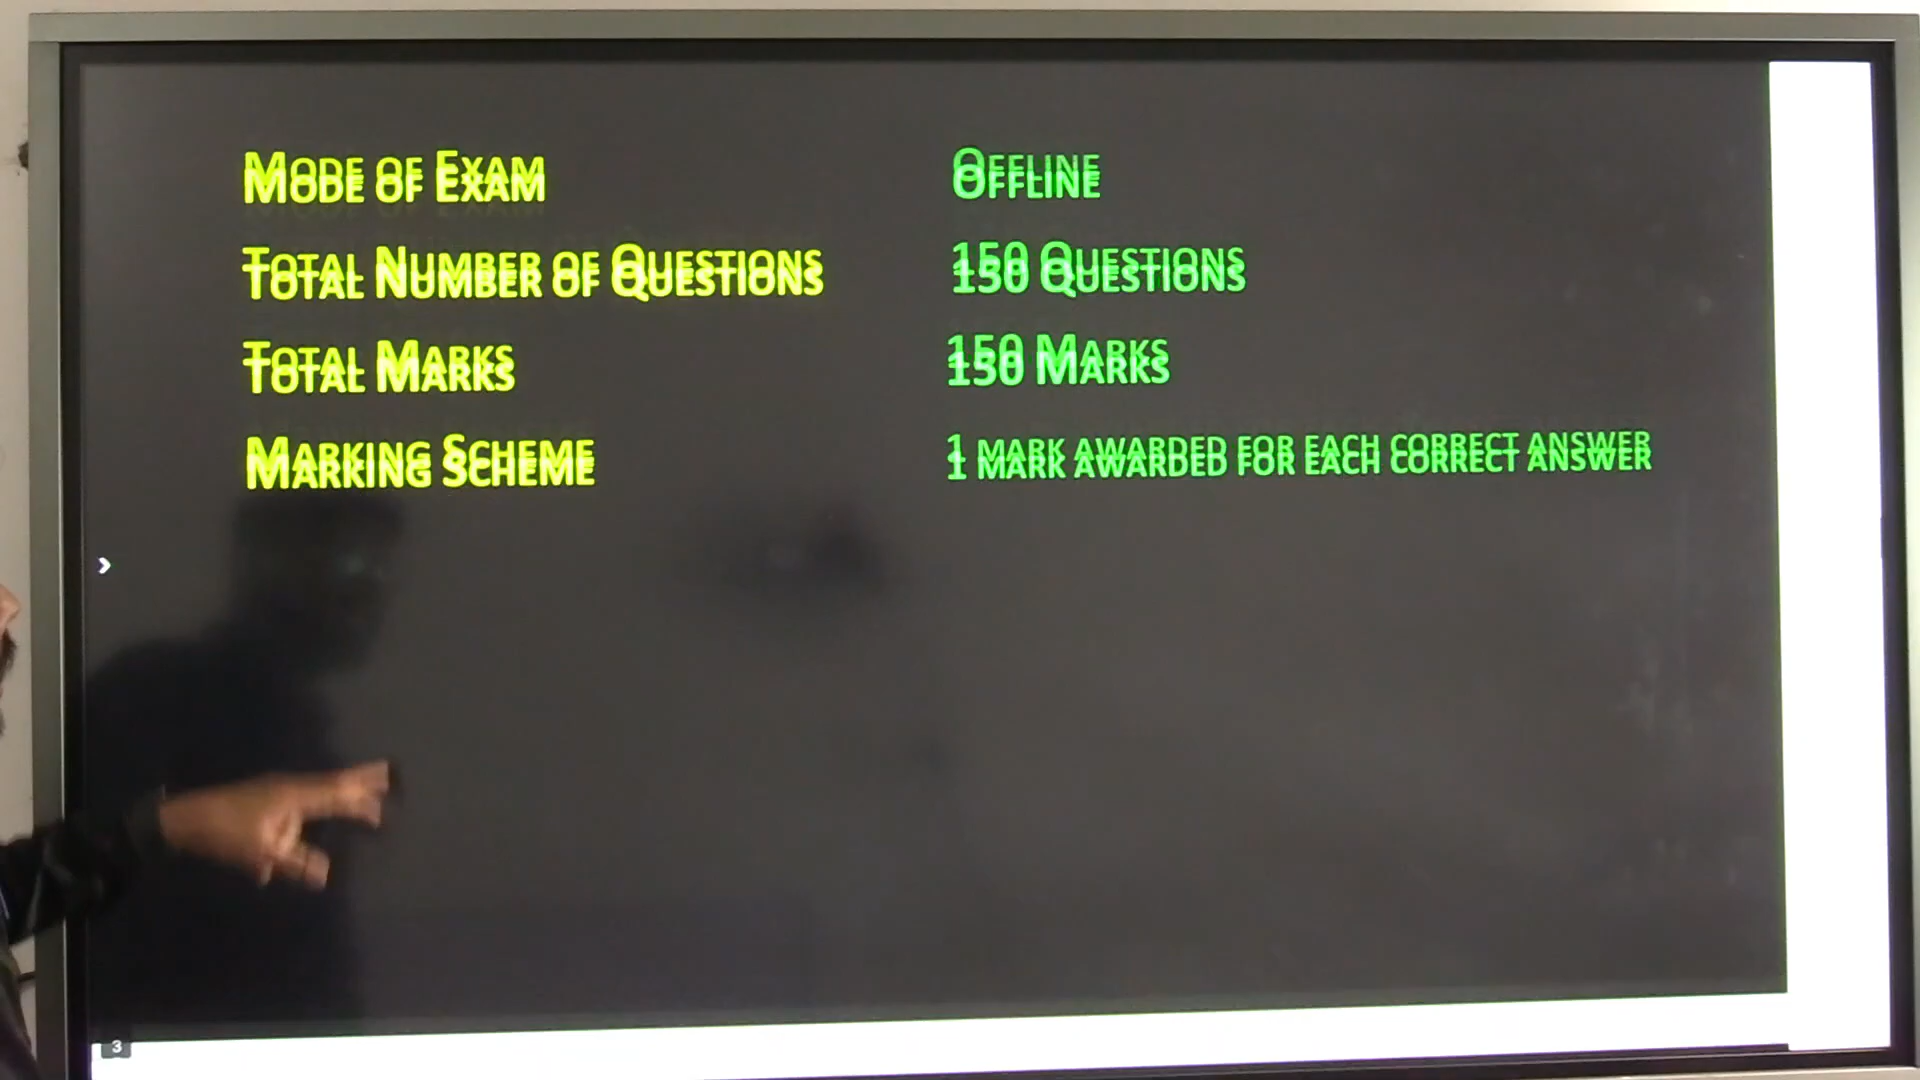 Mode of Exam Offline
Total Number of Questions 150 Questions
Total Marks 150 Marks
Marking Scheme 1 mark awarded for each correct answer
3